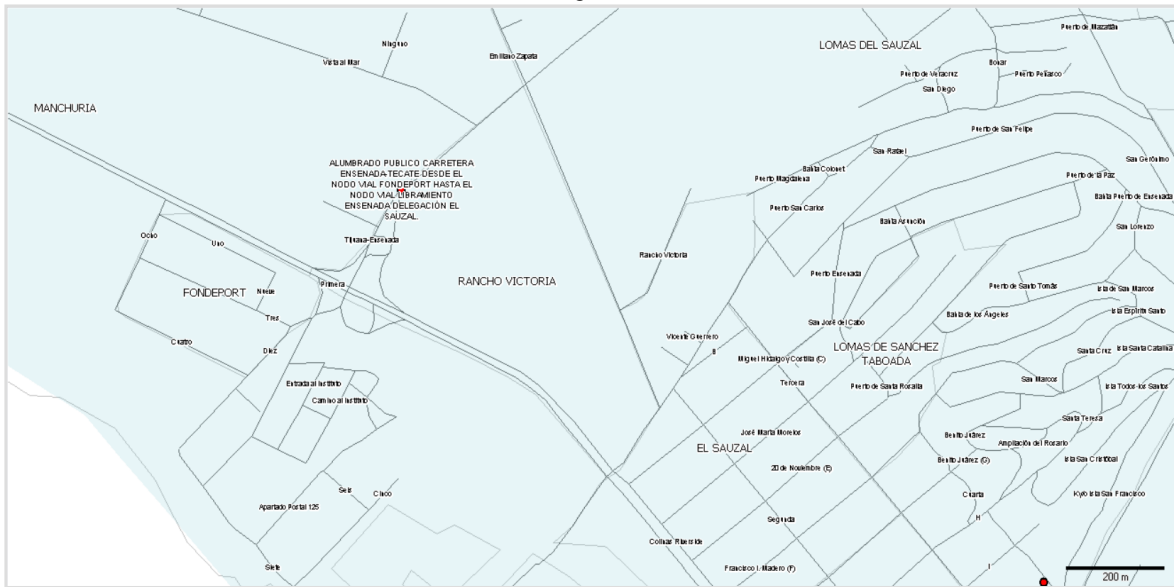 Puerto de Mazatlán
Ninguno
LOMAS DEL SAUZAL
Emiliano Zapata
Vista al Mar
Bonar
Puerto de Veracruz
Puerto Peñasco
San Diego
MANCHURIA
Puerto de San Felipe
San Rafael
San Gerónimo
ALUMBRADO PUBLICO CARRETERA
ENSENADA-TECATE-DESDE EL
NODO VIAL FONDEPORT HASTA EL
NODO VIAL LIBRAMIENTO
ENSENADA DELEGACIÓN EL
SAUZAL.
Bahía Colonet
Puerto Magdalena
Puerto de la Paz
Bahía Puerto de Ensenada
Puerto San Carlos
Bahía Asunción
San Lorenzo
Ocho
Uno
Tijuana-Ensenada
Rancho Victoria
Puerto Ensenada
RANCHO VICTORIA
Primera
Puerto de Santo Tomás
Isla de San Marcos
FONDEPORT
Nueve
Isla Espíritu Santo
Tres
Bahía de los Ángeles
San José del Cabo
Vicente Guerrero
Cuatro
Diez
B
LOMAS DE SANCHEZ
TABOADA
Santa Cruz
Isla Santa Catarina
Miguel Hidalgo y Costilla (C)
Entrada al Instituto
Tercera
Puerto de Santa Rosalía
San Marcos
Isla Todos los Santos
Camino al Instituto
Santa Teresa
José María Morelos
Benito Juárez
Ampliación del Rosario
EL SAUZAL
Benito Juárez (G)
Isla San Cristóbal
20 de Noviembre (E)
Seis
Cinco
Cuarta
Kyto Isla San Francisco
Apartado Postal 125
Segunda
H
Colinas Riverside
Siete
Francisco I. Madero (F)
I
200 m